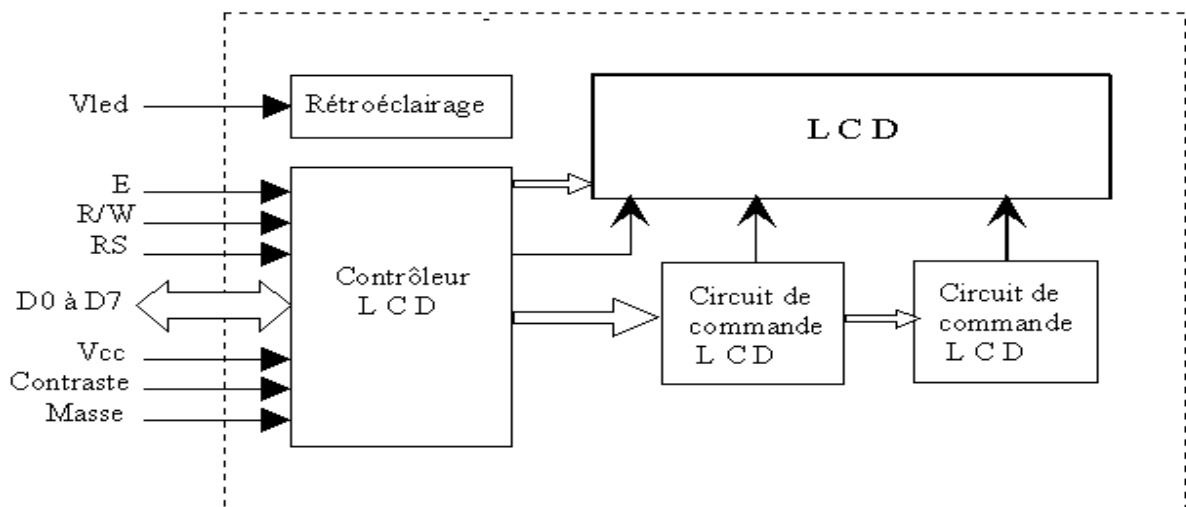 Vled
Rétroéclairage
L C D
E
R/W
RS
D0 à D7
Vcc
Contraste
Masse
Contrôleur
L C D
Circuit de
commande
L C D
Circuit de
commande
L C D